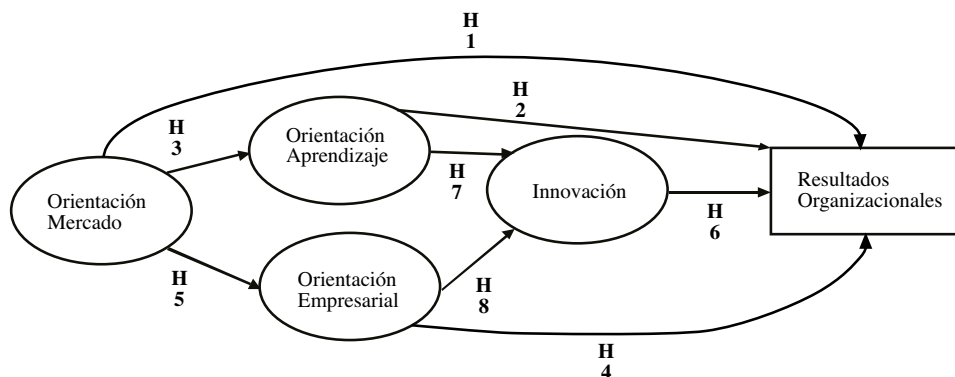 H
1
H
2
H
3
Orientación
Aprendizaje
H
7
Innovación
Resultados
Organizacionales
Orientación
Mercado
H
6
H
5
Orientación
Empresarial
H
8
H
4